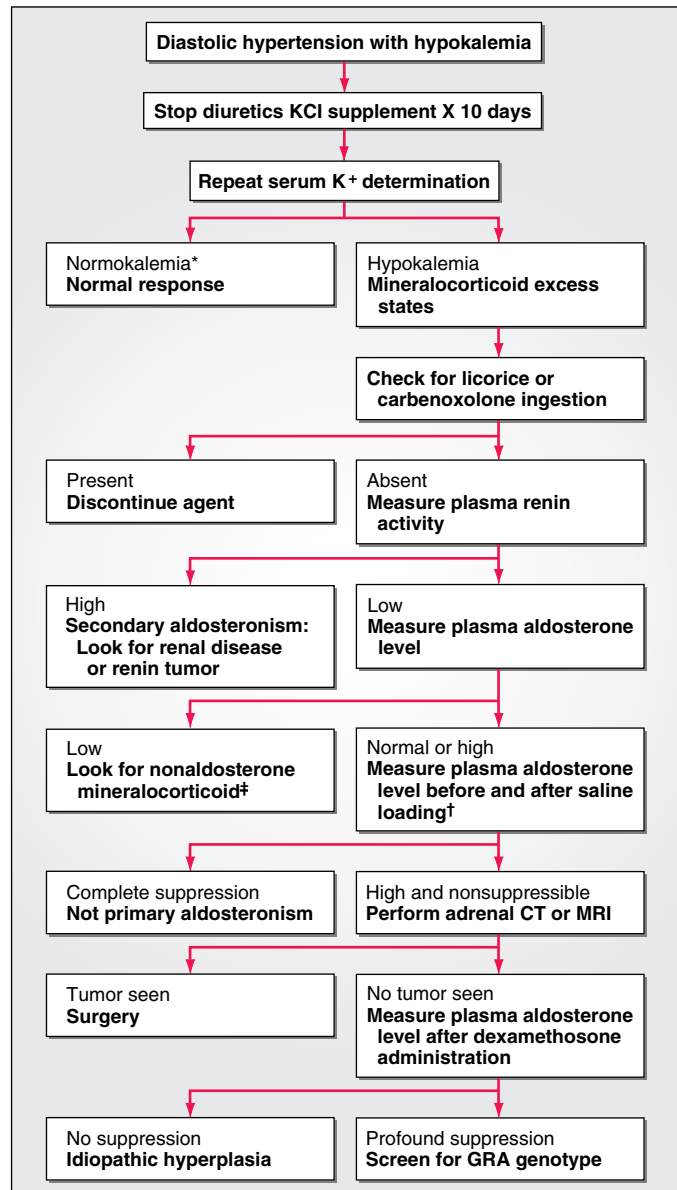 Diastolic hypertension with hypokalemia
Stop diuretics KCI supplement X 10 days
Repeat serum K+ determination
Normokalemia*
Normal response
Hypokalemia
Mineralocorticoid excess
states
Check for licorice or
carbenoxolone ingestion
Present
Discontinue agent
Absent
Measure plasma renin
activity
High
Secondary aldosteronism:
Look for renal disease
or renin tumor
Low
Measure plasma aldosterone
level
Low
Look for nonaldosterone
mineralocorticoid‡
Normal or high
Measure plasma aldosterone
level before and after saline
loading†
Complete suppression
Not primary aldosteronism
High and nonsuppressible
Perform adrenal CT or MRI
Tumor seen
Surgery
No tumor seen
Measure plasma aldosterone
level after dexamethosone
administration
No suppression
Idiopathic hyperplasia
Profound suppression
Screen for GRA genotype